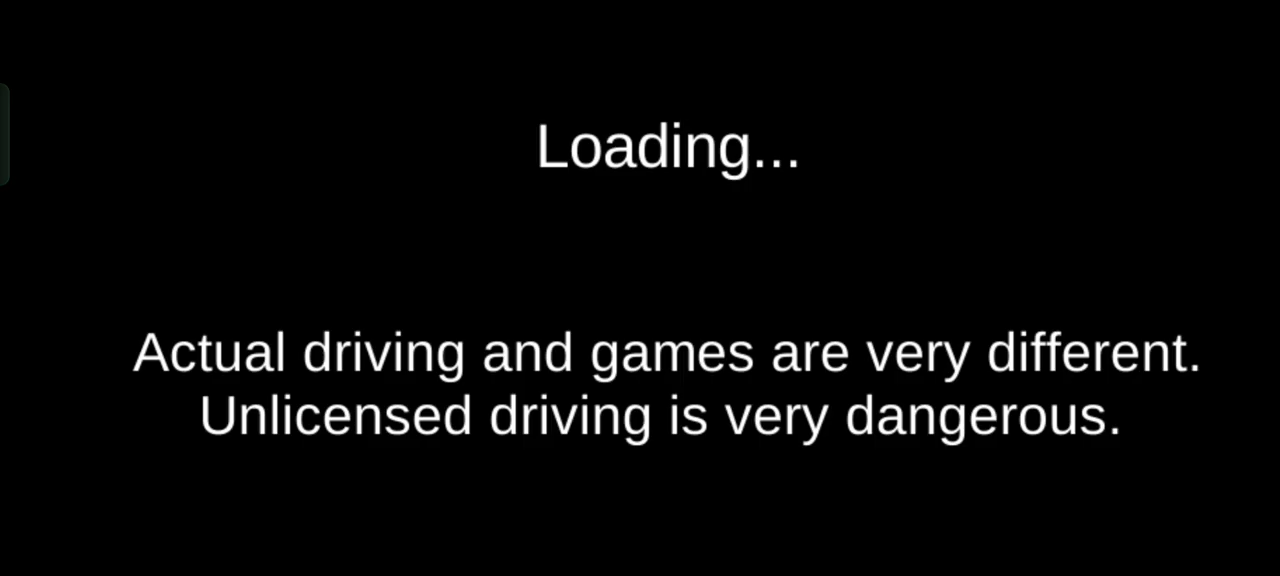 Loading...
Actual driving and games are very different.
Unlicensed driving is very dangerous.